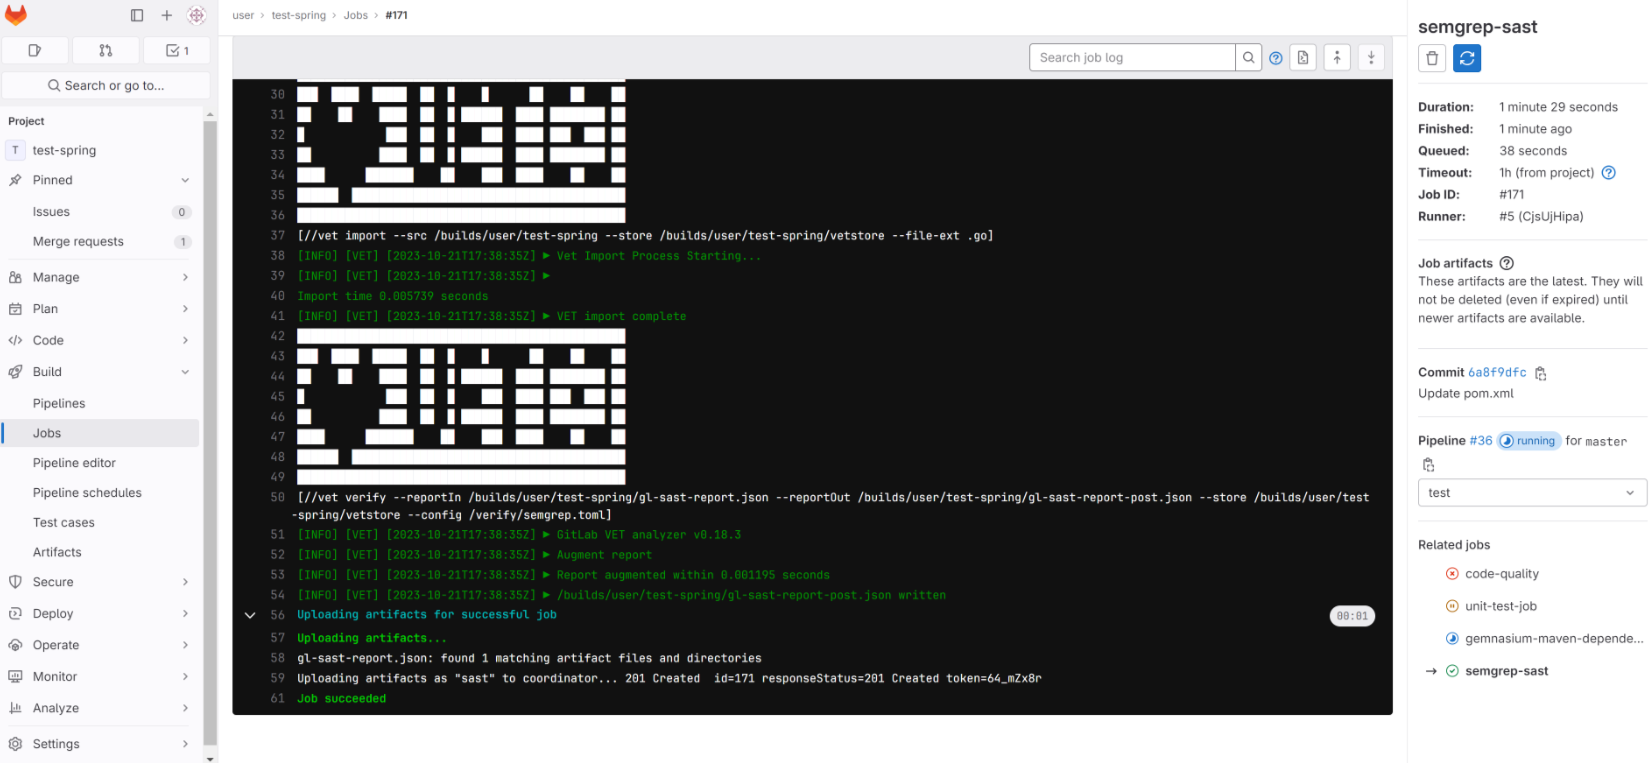 user > test-spring > Jobs > #171
1
Search or go to...
Project
T test-spring
Pinned
Issues 0
Merge requests 1
Manage
Plan
Code
Build
Pipelines
Jobs
Pipeline editor
Pipeline schedules
Test cases
Artifacts
Secure
Deploy
Operate
Monitor
Analyze
Settings
Search job log
30
31
32
33
34
35
36
37 [//vet import --src /builds/user/test-spring --store /builds/user/test-spring/vetstore --file-ext .go]
38 [INFO] [VET] [2023-10-21T17:38:35Z] ▶ Vet Import Process Starting...
39 [INFO] [VET] [2023-10-21T17:38:35Z] ▶
40 Import time 0.005739 seconds
41 [INFO] [VET] [2023-10-21T17:38:35Z] ▶ VET import complete
42
43
44
45
46
47
48
49
50 [//vet verify --reportIn /builds/user/test-spring/gl-sast-report.json --reportOut /builds/user/test-spring/gl-sast-report-post.json --store /builds/user/test
-spring/vetstore --config /verify/semgrep.toml]
51 [INFO] [VET] [2023-10-21T17:38:35Z] ▶ GitLab VET analyzer v0.18.3
52 [INFO] [VET] [2023-10-21T17:38:35Z] ▶ Augment report
53 [INFO] [VET] [2023-10-21T17:38:35Z] ▶ Report augmented within 0.001195 seconds
54 [INFO] [VET] [2023-10-21T17:38:35Z] ▶ /builds/user/test-spring/gl-sast-report-post.json written
56 Uploading artifacts for successful job 00:01
57 Uploading artifacts...
58 gl-sast-report.json: found 1 matching artifact files and directories
59 Uploading artifacts as "sast" to coordinator... 201 Created  id=171 responseStatus=201 Created token=64_mZx8r
61 Job succeeded
semgrep-sast
Duration: 1 minute 29 seconds
Finished: 1 minute ago
Queued: 38 seconds
Timeout: 1h (from project)
Job ID: #171
Runner: #5 (CjsUjHipa)
Job artifacts
These artifacts are the latest. They will
not be deleted (even if expired) until
newer artifacts are available.
Commit 6a8f9dfc
Update pom.xml
Pipeline #36 running for master
test
Related jobs
code-quality
unit-test-job
gemnasium-maven-depende...
→ semgrep-sast